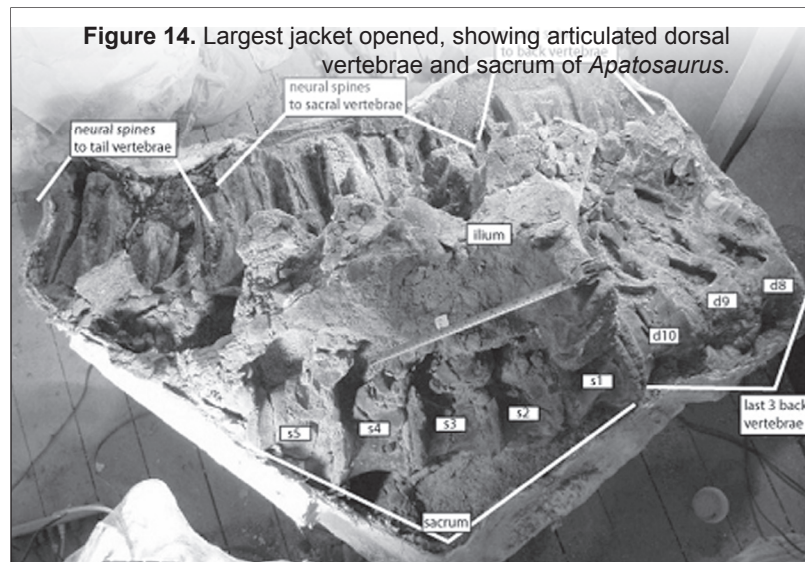 Figure 14. Largest jacket opened, showing articulated dorsal
vertebrae and sacrum of Apatosaurus.
to back vertebrae
neural spines
to sacral vertebrae
neural spines
to tail vertebrae
ilium
d8
d9
d10
s1
s2
s3
s4
s5
last 3 back
vertebrae
sacrum